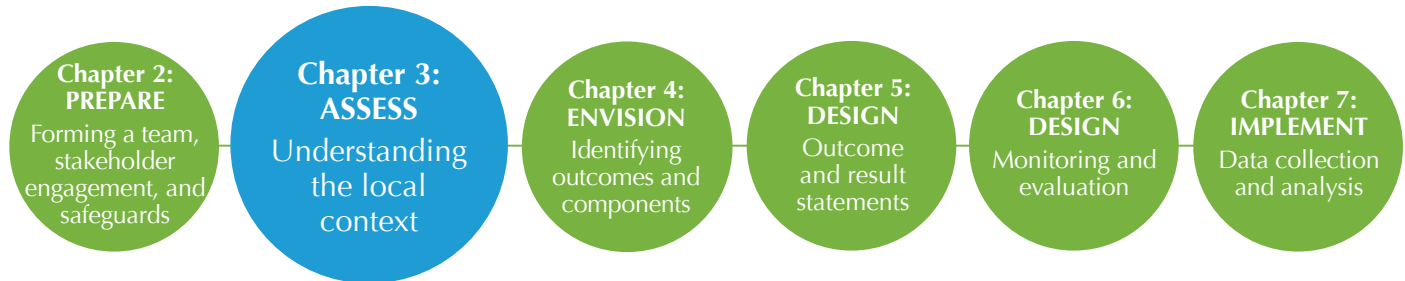 Chapter 2:
PREPARE
Forming a team,
stakeholder
engagement, and
safeguards
Chapter 3:
ASSESS
Understanding
the local
context
Chapter 4:
ENVISION
Identifying
outcomes and
components
Chapter 5:
DESIGN
Outcome
and result
statements
Chapter 6:
DESIGN
Monitoring and
evaluation
Chapter 7:
IMPLEMENT
Data collection
and analysis